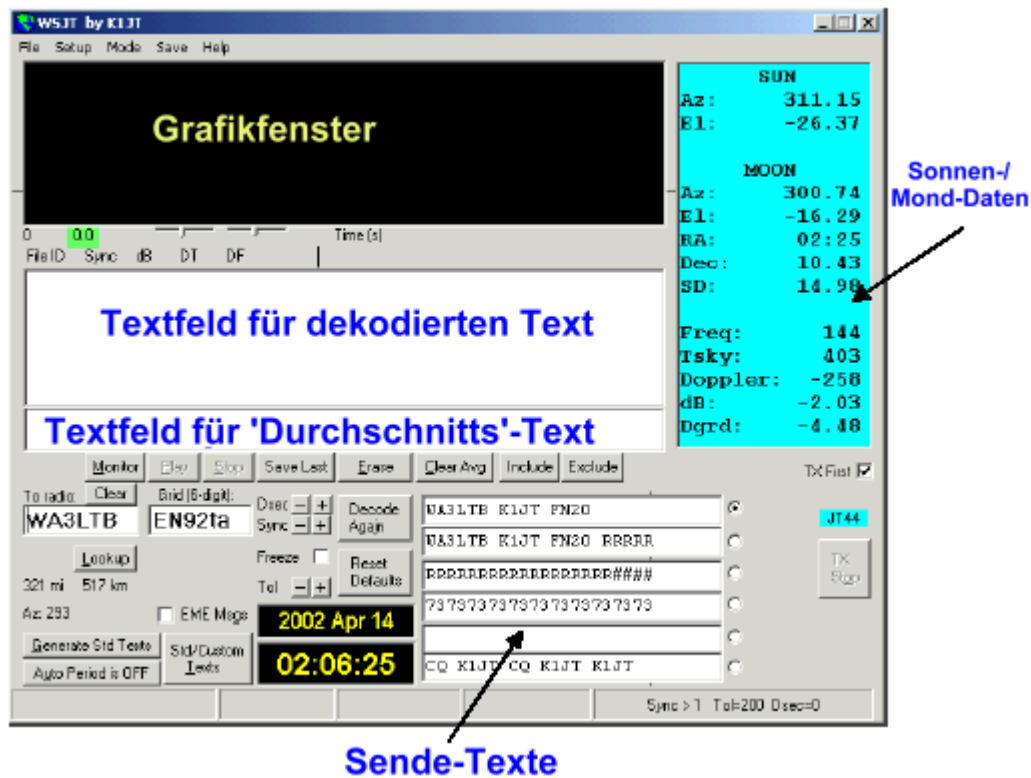 WSJT by K1JT
File Setup Mode Save Help
Grafikfenster
SUN
Az: 311.15
El: -26.37
MOON
Az: 300.74
El: -16.29
RA: 02:25
Dec: 10.43
SD: 14.98
Freq: 144
Tsky: 403
Doppler: -258
dB: -2.03
Dgrd: -4.48
Sonnen-/
Mond-Daten
0 0.0 Time (s)
File ID Sync dB DT DF
Textfeld für dekodierten Text
Textfeld für 'Durchschnitts'-Text
Monitor Play Stop Save Last Erase Clear Avg Include Exclude TX First
To radio: Clear Grid (6-digit):
WA3LTB EN92ta
Lookup
321 mi 517 km
Az: 293 EME Msgs
Generate Std Texts Std/Custom Texts
Auto Period is OFF
Dsec - +
Sync - +
Freeze
Tol - +
Decode Again
Reset Defaults
2002 Apr 14
02:06:25
WA3LTB K1JT FN20
WA3LTB K1JT FN20 RRRRR
RRRRRRRRRRRRRRRRRR####
7373737373737373737373
CQ K1JT CQ K1JT K1JT
JT44
TX Stop
Sync > 1 Tol=200 Dsec=0
Sende-Texte